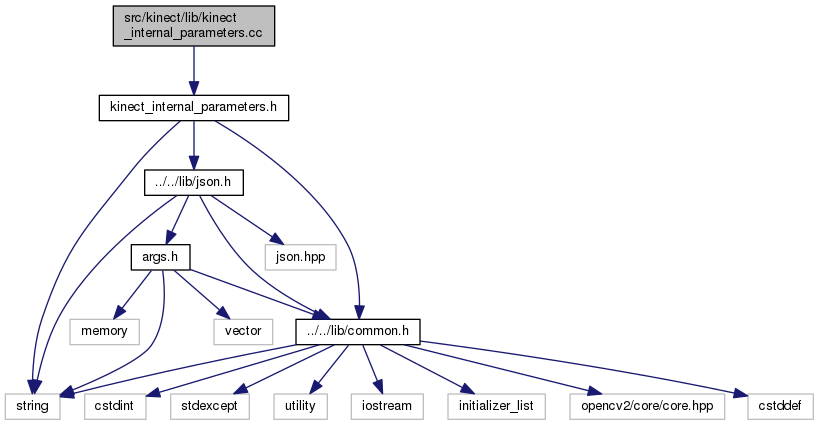 src/kinect/lib/kinect
_internal_parameters.cc
kinect_internal_parameters.h
../../lib/json.h
args.h
json.hpp
memory
vector
../../lib/common.h
string
cstdint
stdexcept
utility
iostream
initializer_list
opencv2/core/core.hpp
cstddef